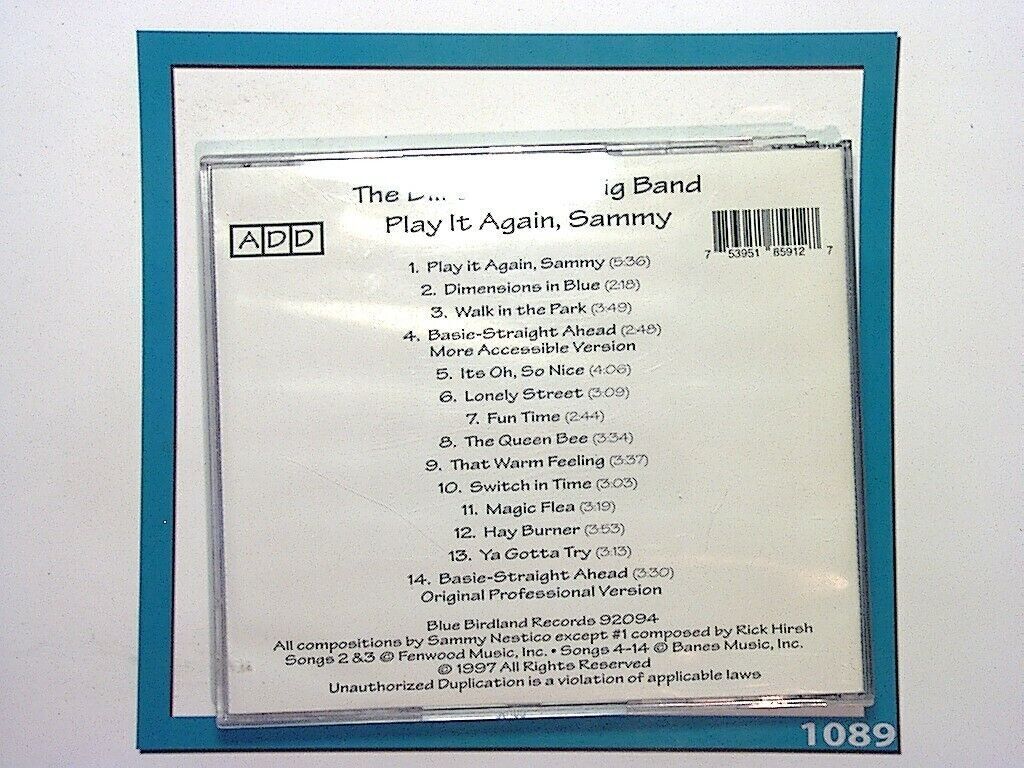 The ig Band
Play It Again, Sammy
ADD
7 53951 65912 7
1. Play it Again, Sammy (5:36)
2. Dimensions in Blue (2:18)
3. Walk in the Park (3:49)
4. Basie-Straight Ahead (2:48)
More Accessible Version
5. Its Oh, So Nice (4:06)
6. Lonely Street (3:09)
7. Fun Time (2:44)
8. The Queen Bee (3:34)
9. That Warm Feeling (3:37)
10. Switch in Time (3:03)
11. Magic Flea (3:19)
12. Hay Burner (3:53)
13. Ya Gotta Try (3:13)
14. Basie-Straight Ahead (3:30)
Original Professional Version
Blue Birdland Records 92094
All compositions by Sammy Nestico except #1 composed by Rick Hirsh
Songs 2 &3 © Fenwood Music, Inc. • Songs 4-14 © Banes Music, Inc.
© 1997 All Rights Reserved
Unauthorized Duplication is a violation of applicable laws
1089